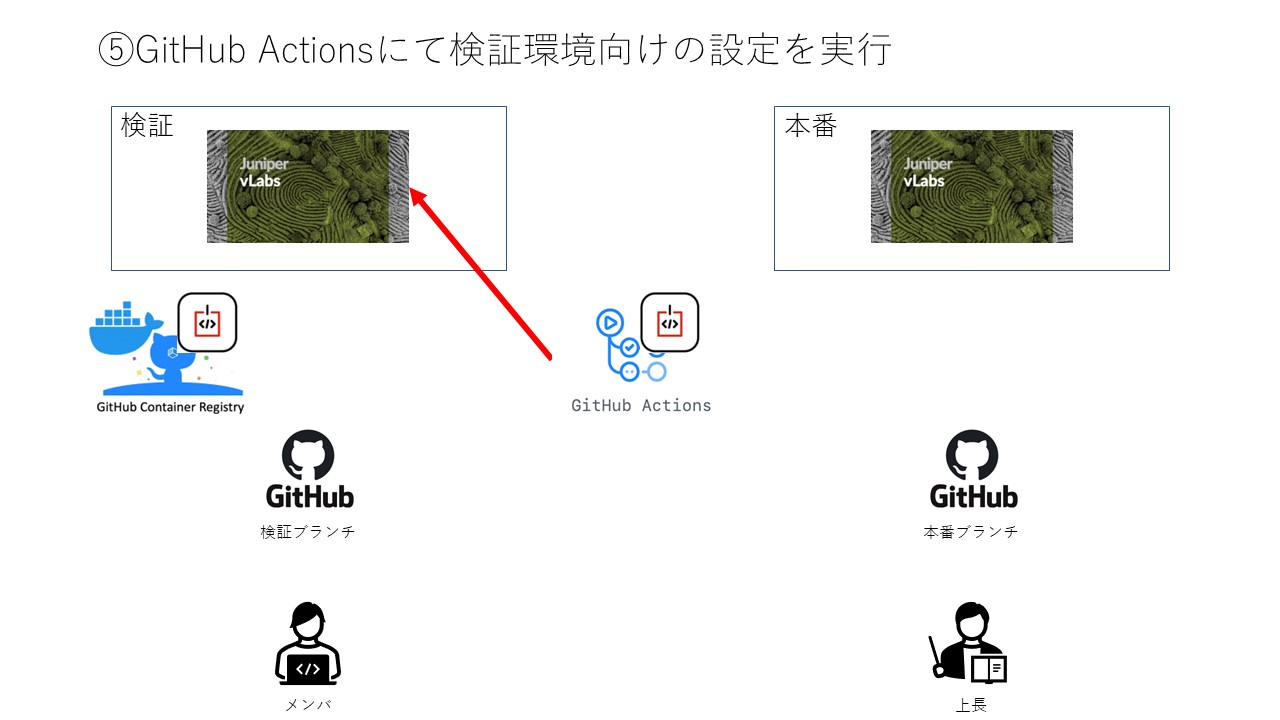 ⑤GitHub Actionsにて検証環境向けの設定を実行
検証
Juniper
vLabs
本番
Juniper
vLabs
</>
</>
GitHub Container Registry
GitHub Actions
GitHub
検証ブランチ
GitHub
本番ブランチ
</>
メンバ
上長